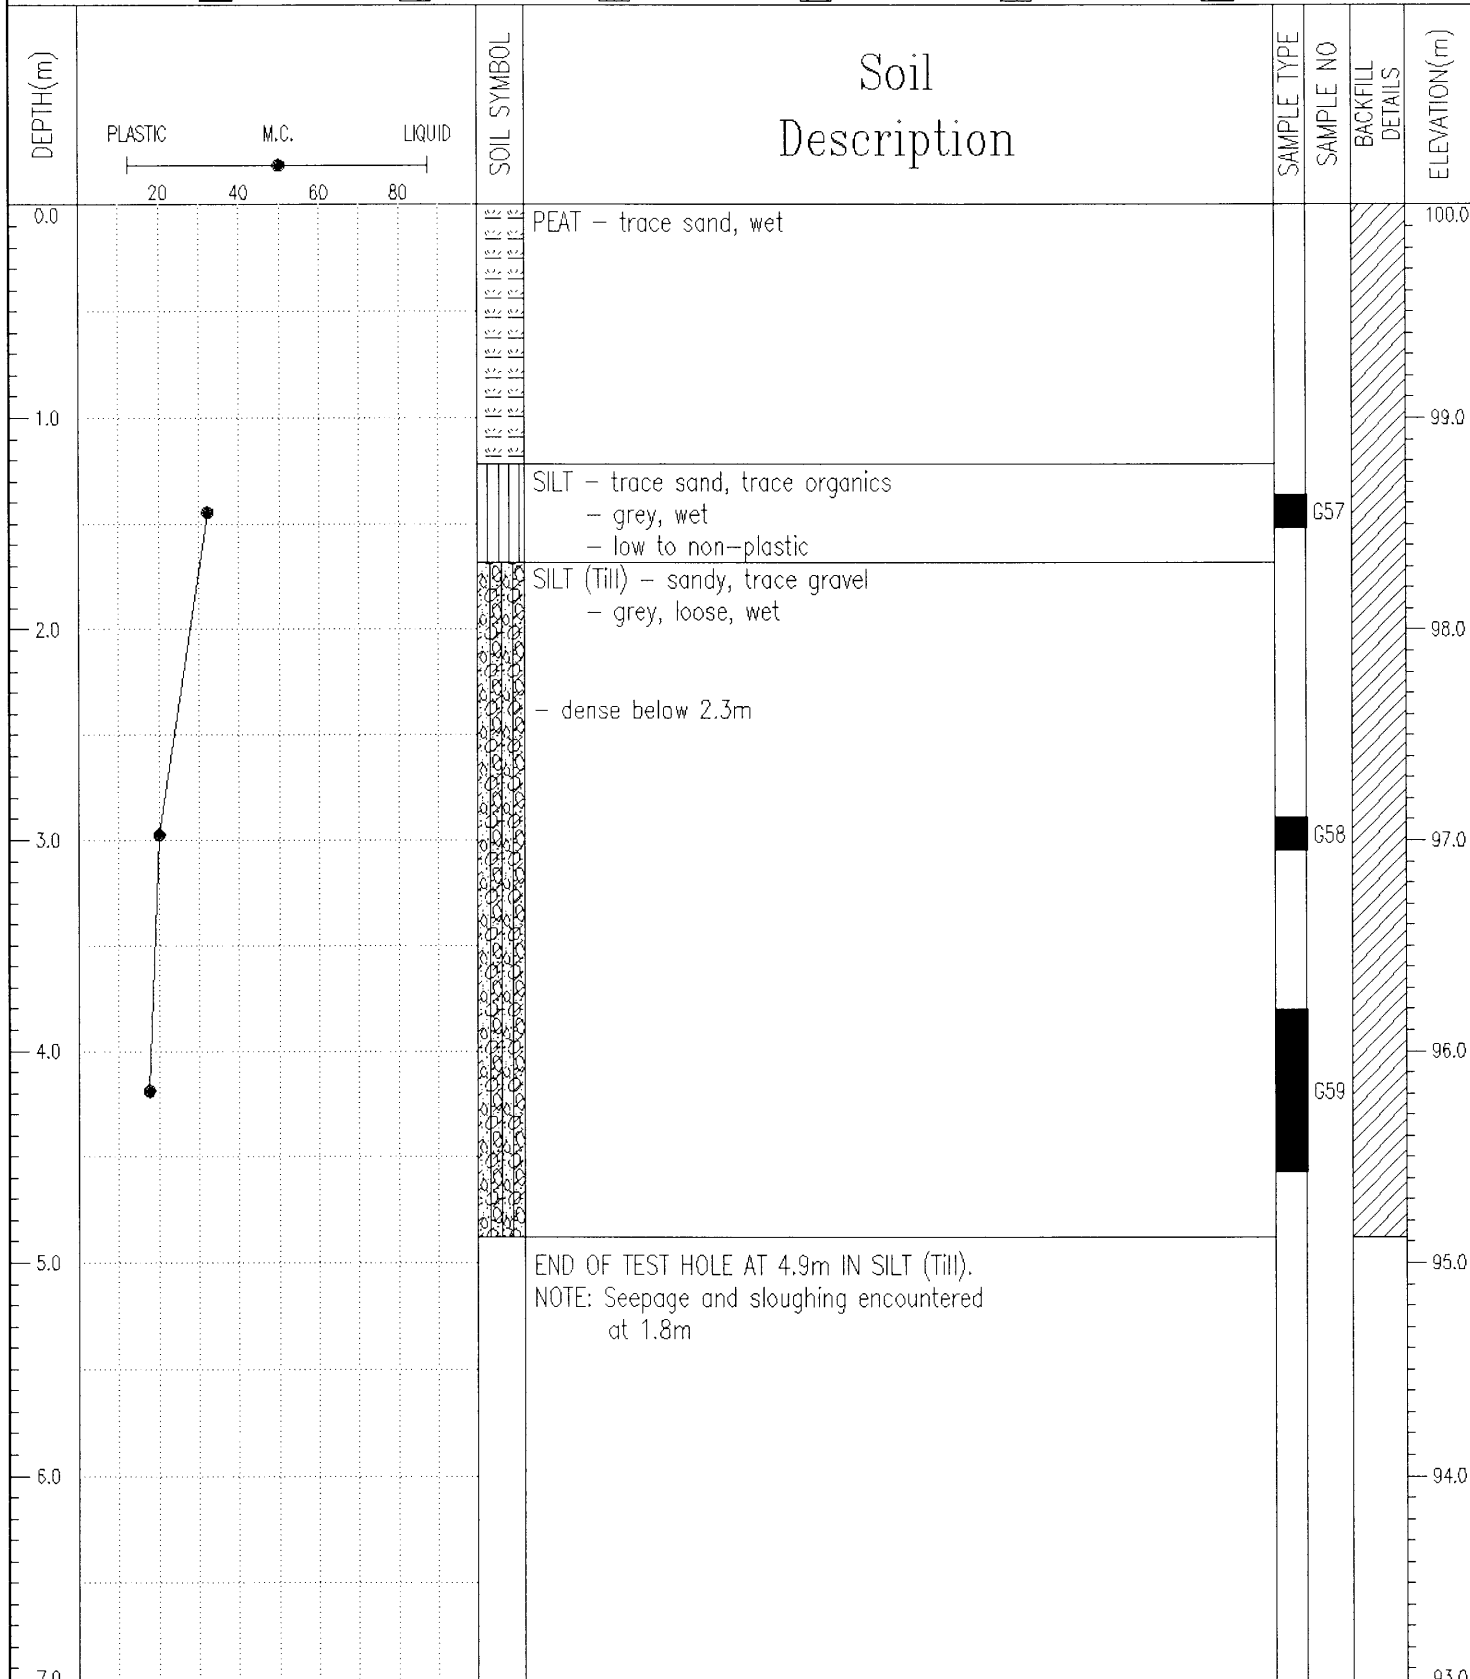 DEPTH(m)
PLASTIC M.C. LIQUID
20 40 60 80
SOIL SYMBOL
Soil
Description
SAMPLE TYPE
SAMPLE NO
BACKFILL
DETAILS
ELEVATION(m)
0.0
PEAT – trace sand, wet
100.0
1.0
99.0
SILT – trace sand, trace organics
– grey, wet
G57
– low to non–plastic
SILT (Till) – sandy, trace gravel
– grey, loose, wet
2.0
98.0
– dense below 2.3m
3.0
G58
97.0
4.0
96.0
G59
5.0
END OF TEST HOLE AT 4.9m IN SILT (Till).
95.0
NOTE: Seepage and sloughing encountered
at 1.8m
6.0
94.0
7.0
93.0